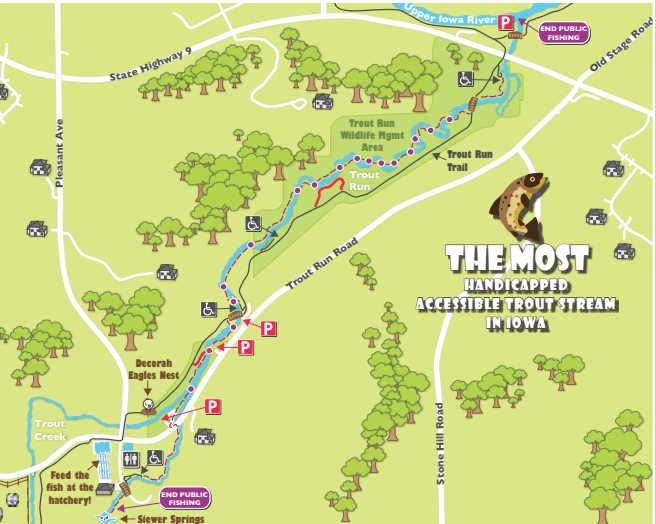 Upper Iowa River
P
END PUBLIC
FISHING
State Highway 9
Old Stage Road
Pleasant Ave
Trout Run
Wildlife Mgmt
Area
Trout
Run
Trout Run
Trail
Trout Run Road
THE MOST
HANDICAPPED
ACCESSIBLE TROUT STREAM
IN IOWA
P
P
Decorah
Eagles Nest
P
Trout
Creek
Stone Hill Road
Feed the
fish at the
hatchery!
END PUBLIC
FISHING
Siewer Springs